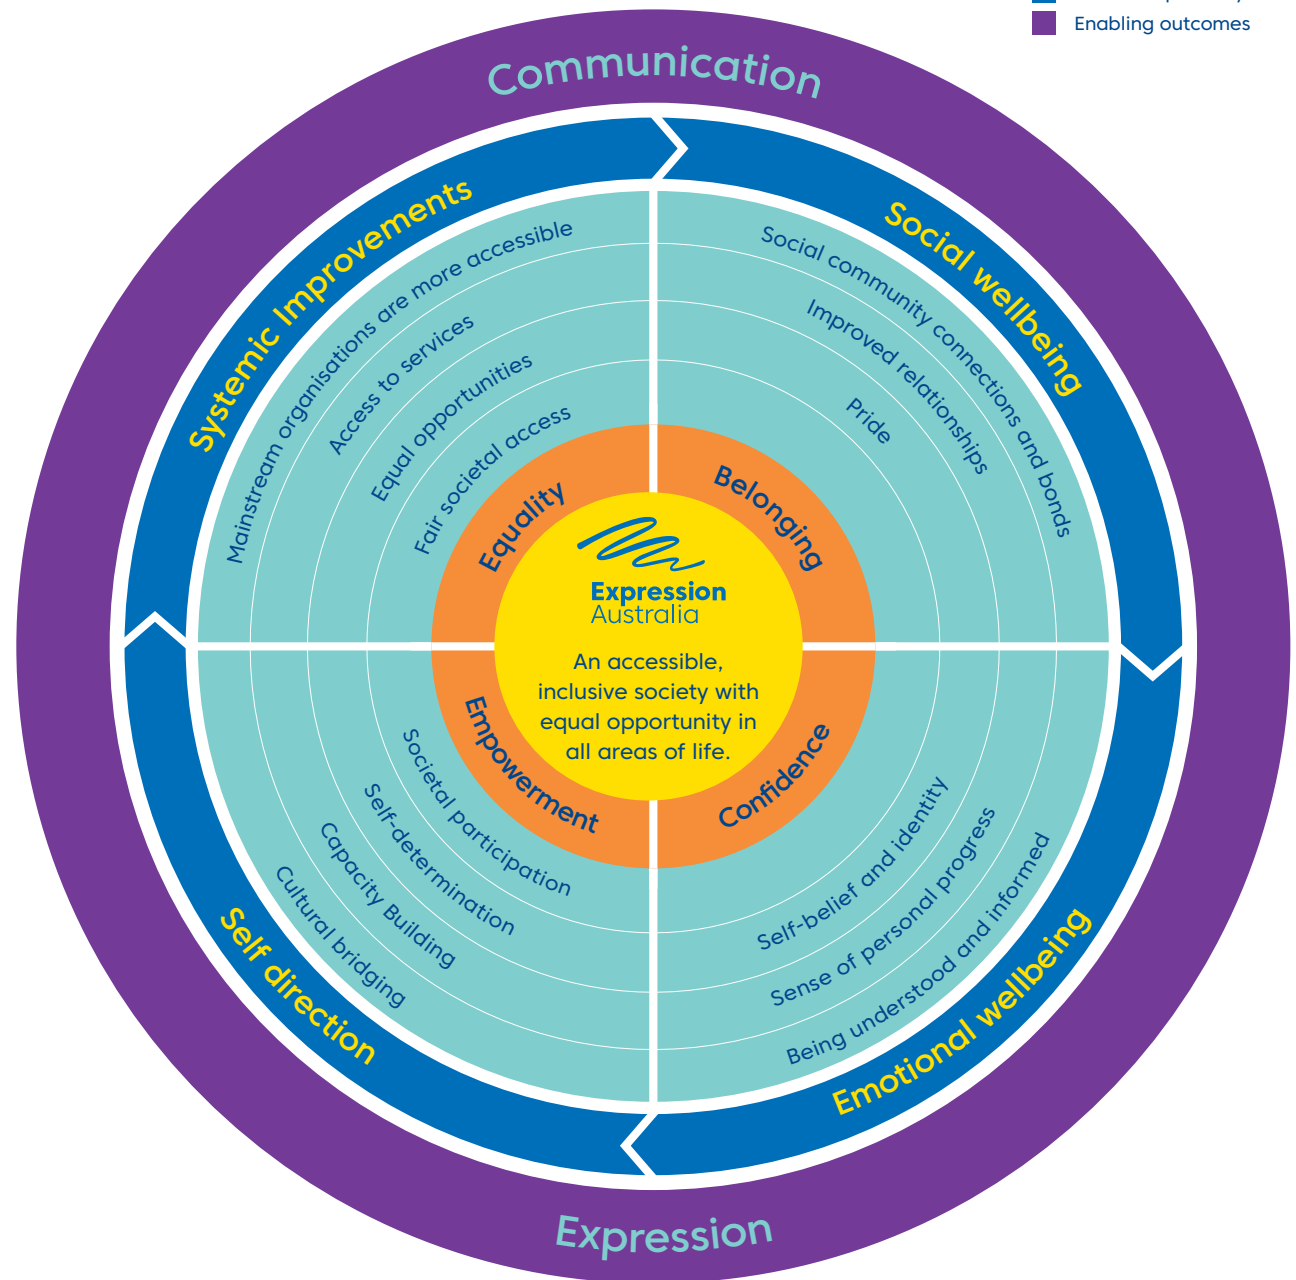 Enabling outcomes
Communication
Systemic Improvements
Social wellbeing
Mainstream organisations are more accessible
Access to services
Equal opportunities
Fair societal access
Equality
Social community connections and bonds
Improved relationships
Pride
Belonging
Expression
Australia
An accessible,
inclusive society with
equal opportunity in
all areas of life.
Empowerment
Societal participation
Self-determination
Capacity Building
Cultural bridging
Self direction
Confidence
Self-belief and identity
Sense of personal progress
Being understood and informed
Emotional wellbeing
Expression